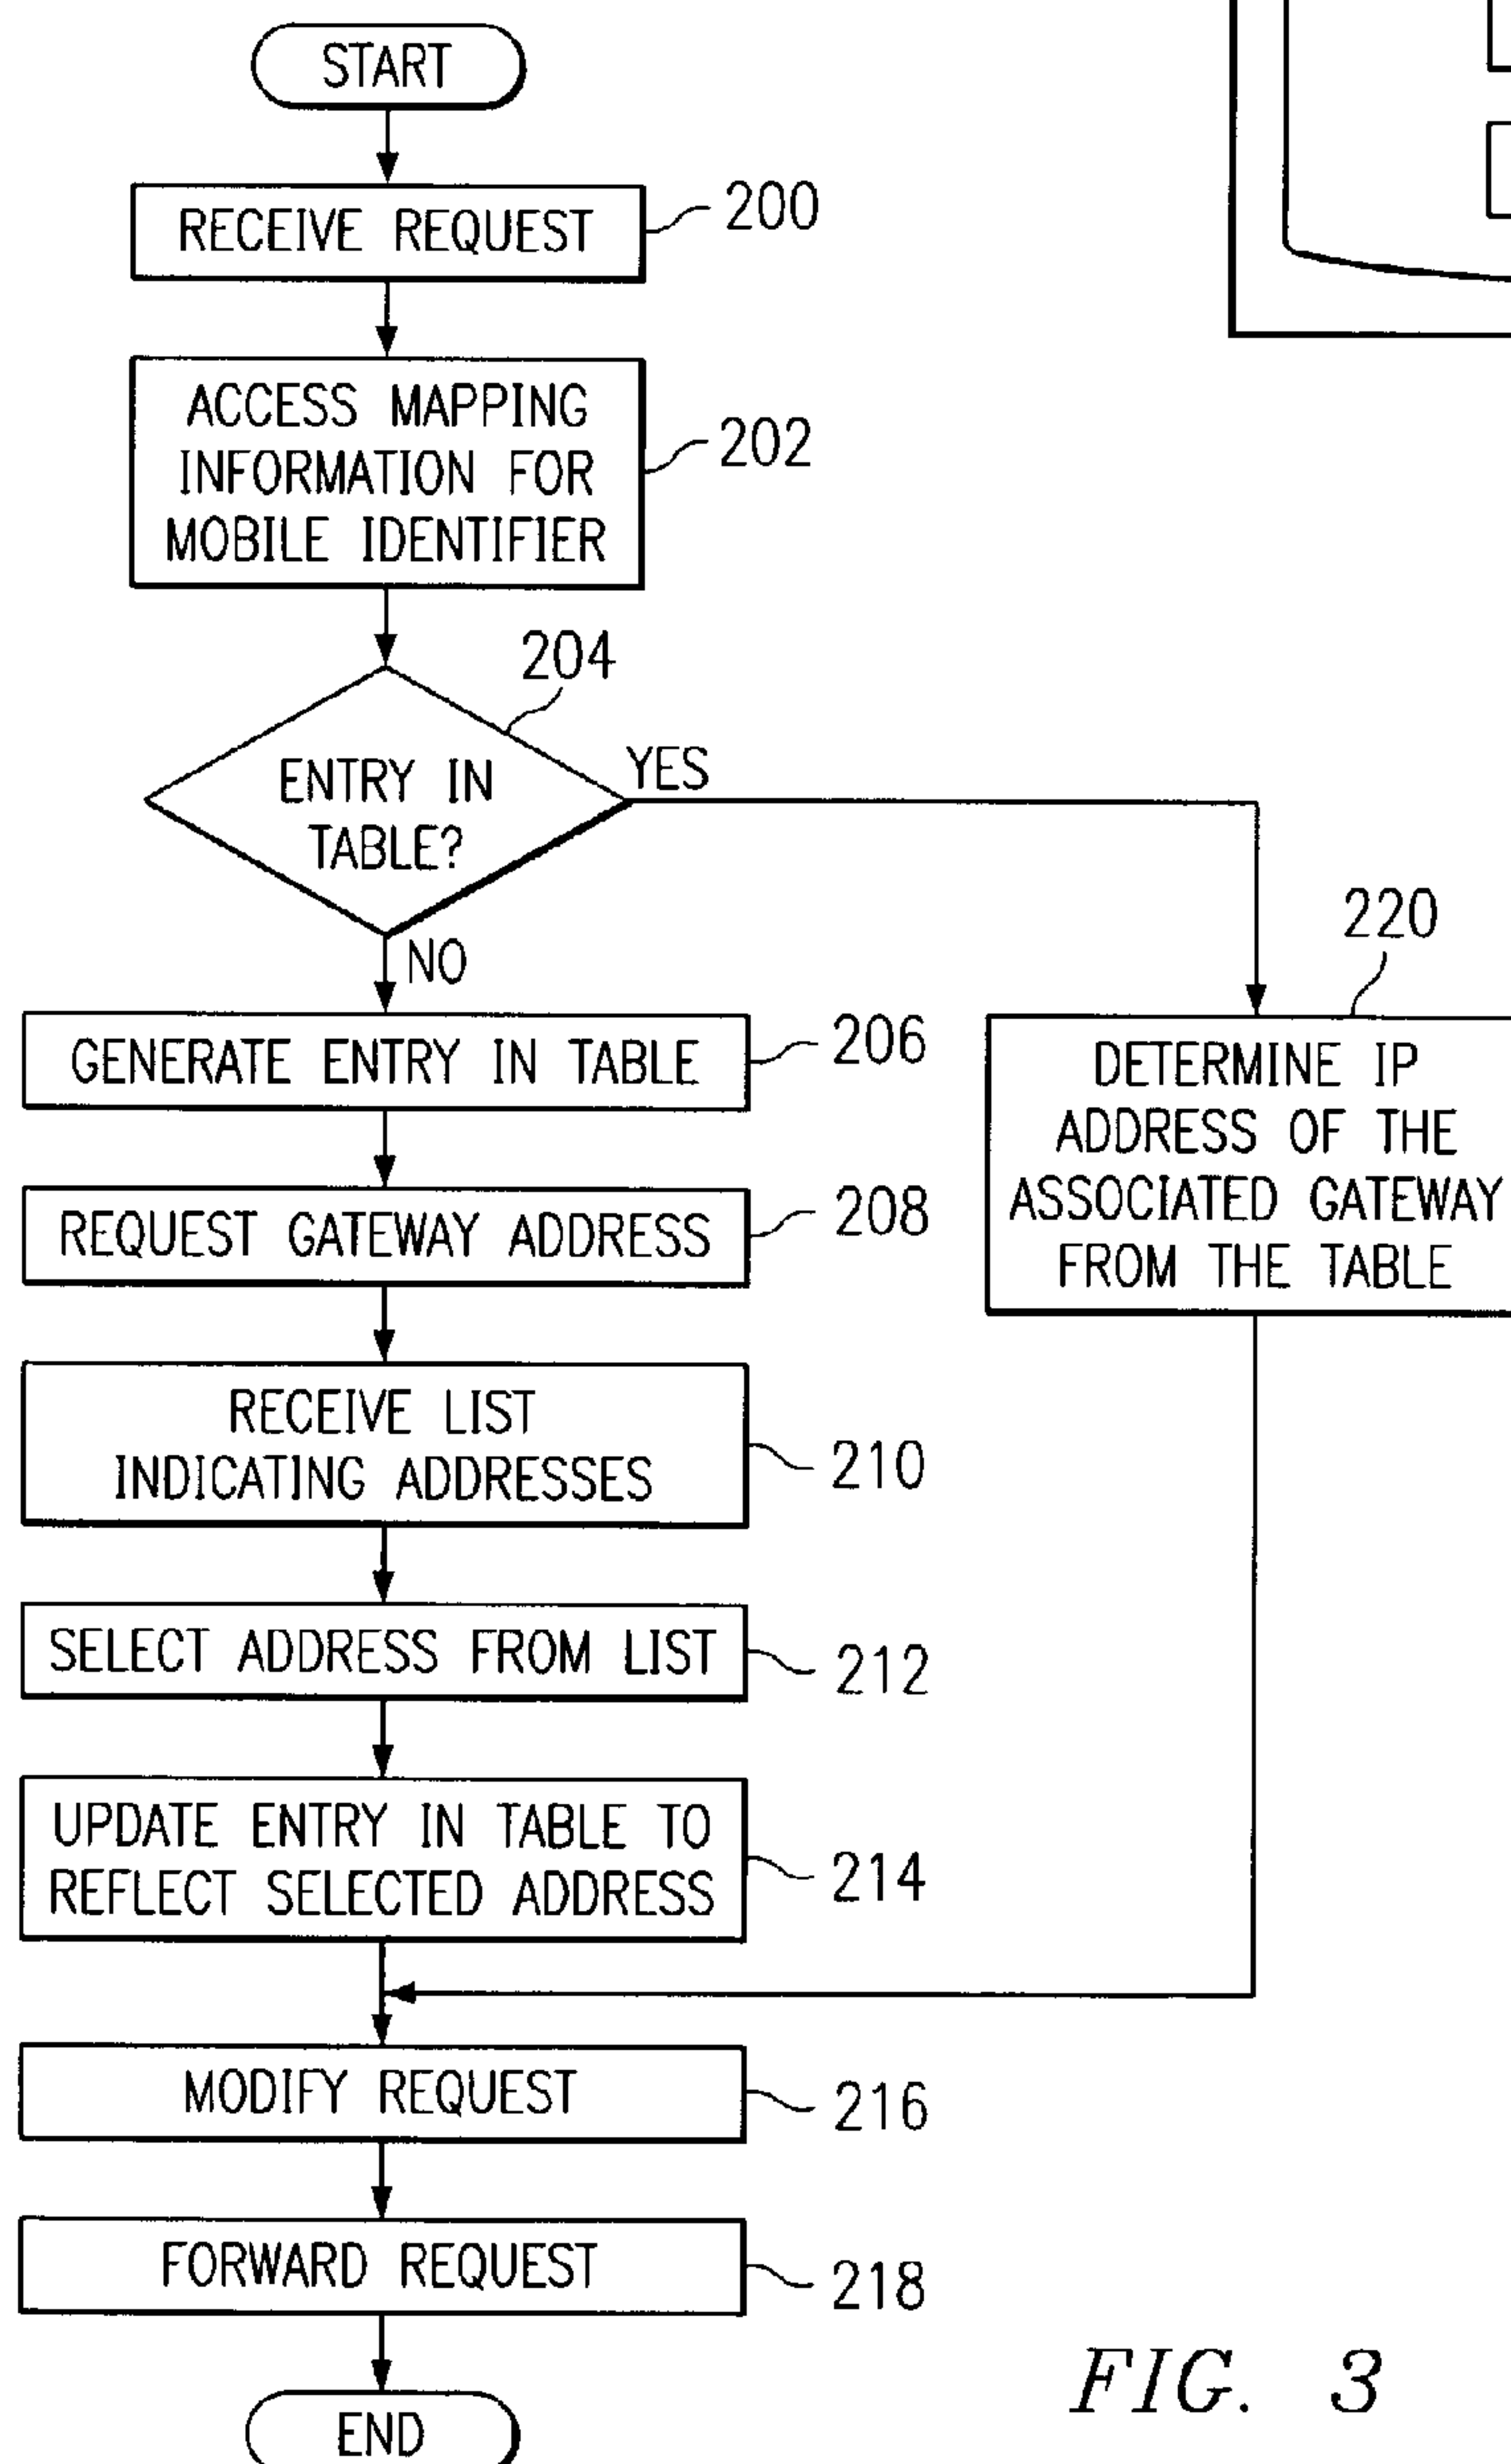 START
RECEIVE REQUEST
200
ACCESS MAPPING
INFORMATION FOR
MOBILE IDENTIFIER
202
204
ENTRY IN
TABLE?
YES
NO
GENERATE ENTRY IN TABLE
206
REQUEST GATEWAY ADDRESS
208
220
DETERMINE IP
ADDRESS OF THE
ASSOCIATED GATEWAY
FROM THE TABLE
RECEIVE LIST
INDICATING ADDRESSES
210
SELECT ADDRESS FROM LIST
212
UPDATE ENTRY IN TABLE TO
REFLECT SELECTED ADDRESS
214
MODIFY REQUEST
216
FORWARD REQUEST
218
END
FIG. 3